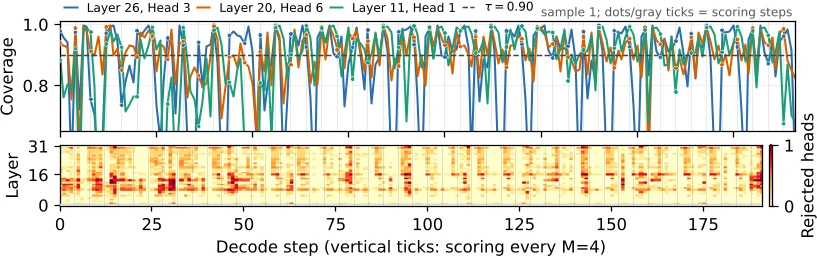 Layer 26, Head 3
Layer 20, Head 6
Layer 11, Head 1
τ = 0.90
sample 1; dots/gray ticks = scoring steps
Coverage
1.0
0.8
Layer
31
16
0
0
25
50
75
100
125
150
175
Decode step (vertical ticks: scoring every M=4)
1
0
Rejected heads